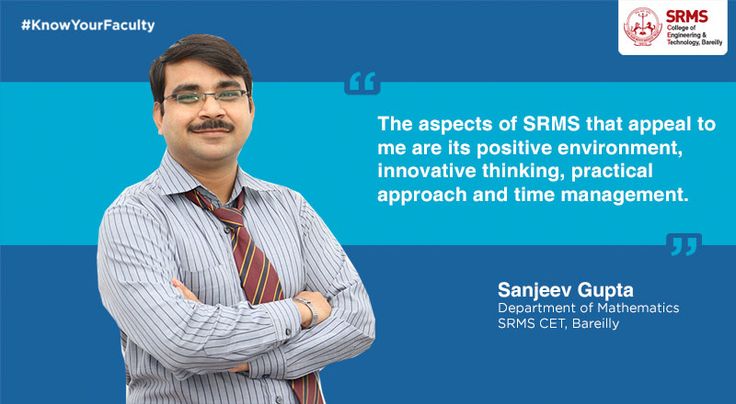 #KnowYourFaculty
SRMS
College of
Engineering &
Technology, Bareilly
“
The aspects of SRMS that appeal to
me are its positive environment,
innovative thinking, practical
approach and time management.
”
Sanjeev Gupta
Department of Mathematics
SRMS CET, Bareilly